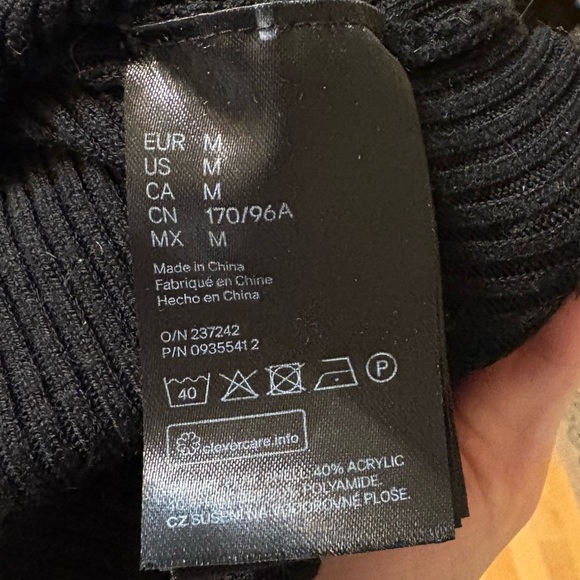 EUR M
US M
CA M
CN 170/96A
MX M
Made in China
Fabriqué en Chine
Hecho en China
O/N 237242
P/N 0935541 2
40 P
clevercare.info
40% ACRYLIC
POLYAMIDE.
CZ SUŠENÍ NA VODOROVNÉ PLOŠE.